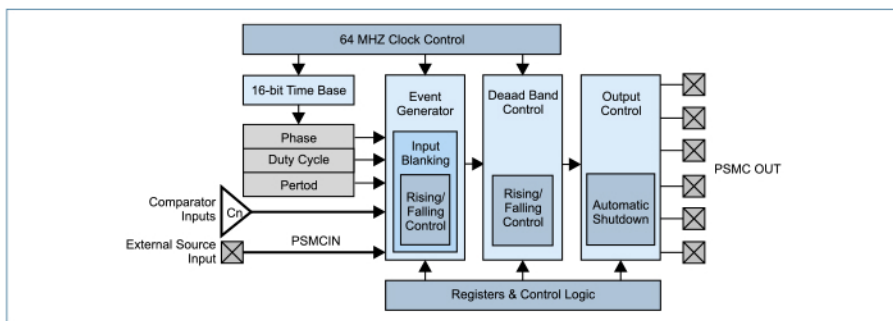 64 MHZ Clock Control
16-bit Time Base
Phase
Duty Cycle
Pertod
Comparator
Inputs
Cn
External Source
Input
PSMCIN
Event
Generator
Input
Blanking
Rising/
Falling
Control
Deaad Band
Control
Rising/
Falling
Control
Output
Control
Automatic
Shutdown
PSMC OUT
Registers & Control Logic